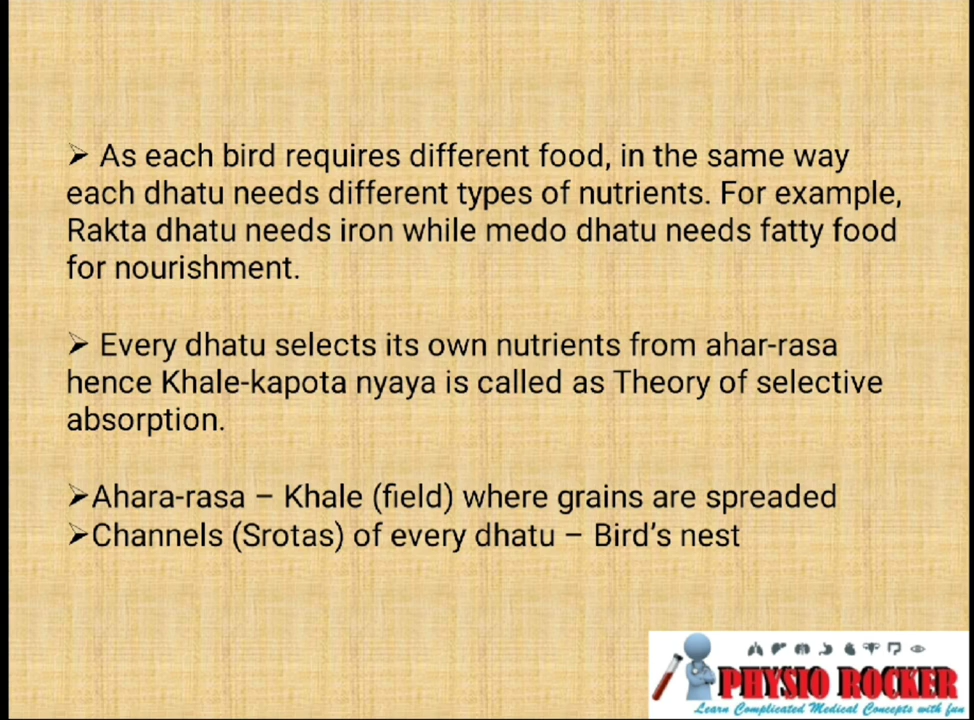 ➢ As each bird requires different food, in the same way
each dhatu needs different types of nutrients. For example,
Rakta dhatu needs iron while medo dhatu needs fatty food
for nourishment.
➢ Every dhatu selects its own nutrients from ahar-rasa
hence Khale-kapota nyaya is called as Theory of selective
absorption.
➢Ahara-rasa – Khale (field) where grains are spreaded
➢Channels (Srotas) of every dhatu – Bird's nest
PHYSIO ROCKER
Learn Complicated Medical Concepts with fun